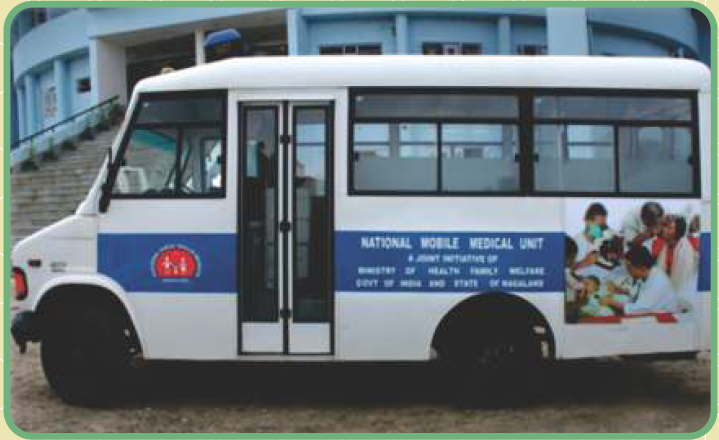 NATIONAL MOBILE MEDICAL UNIT
A JOINT INITIATIVE OF
MINISTRY OF HEALTH FAMILY WELFARE
GOVT OF INDIA AND STATE OF NAGALAND